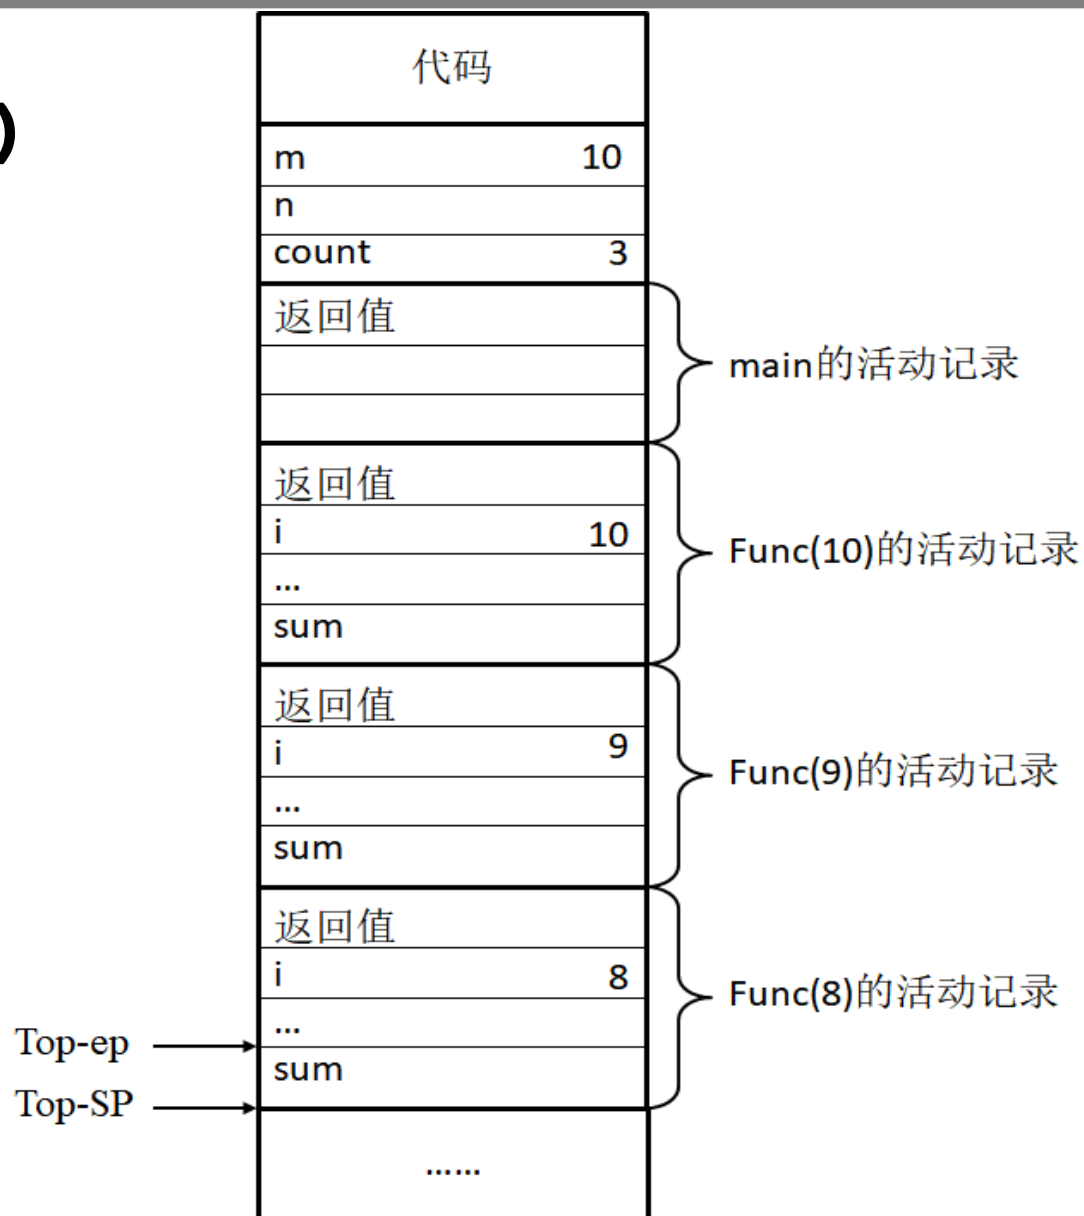 )
代码
m 10
n
count 3
返回值
main的活动记录
返回值
i 10
Func(10)的活动记录
...
sum
返回值
i 9
Func(9)的活动记录
...
sum
返回值
i 8
Func(8)的活动记录
...
Top-ep
sum
Top-SP
......